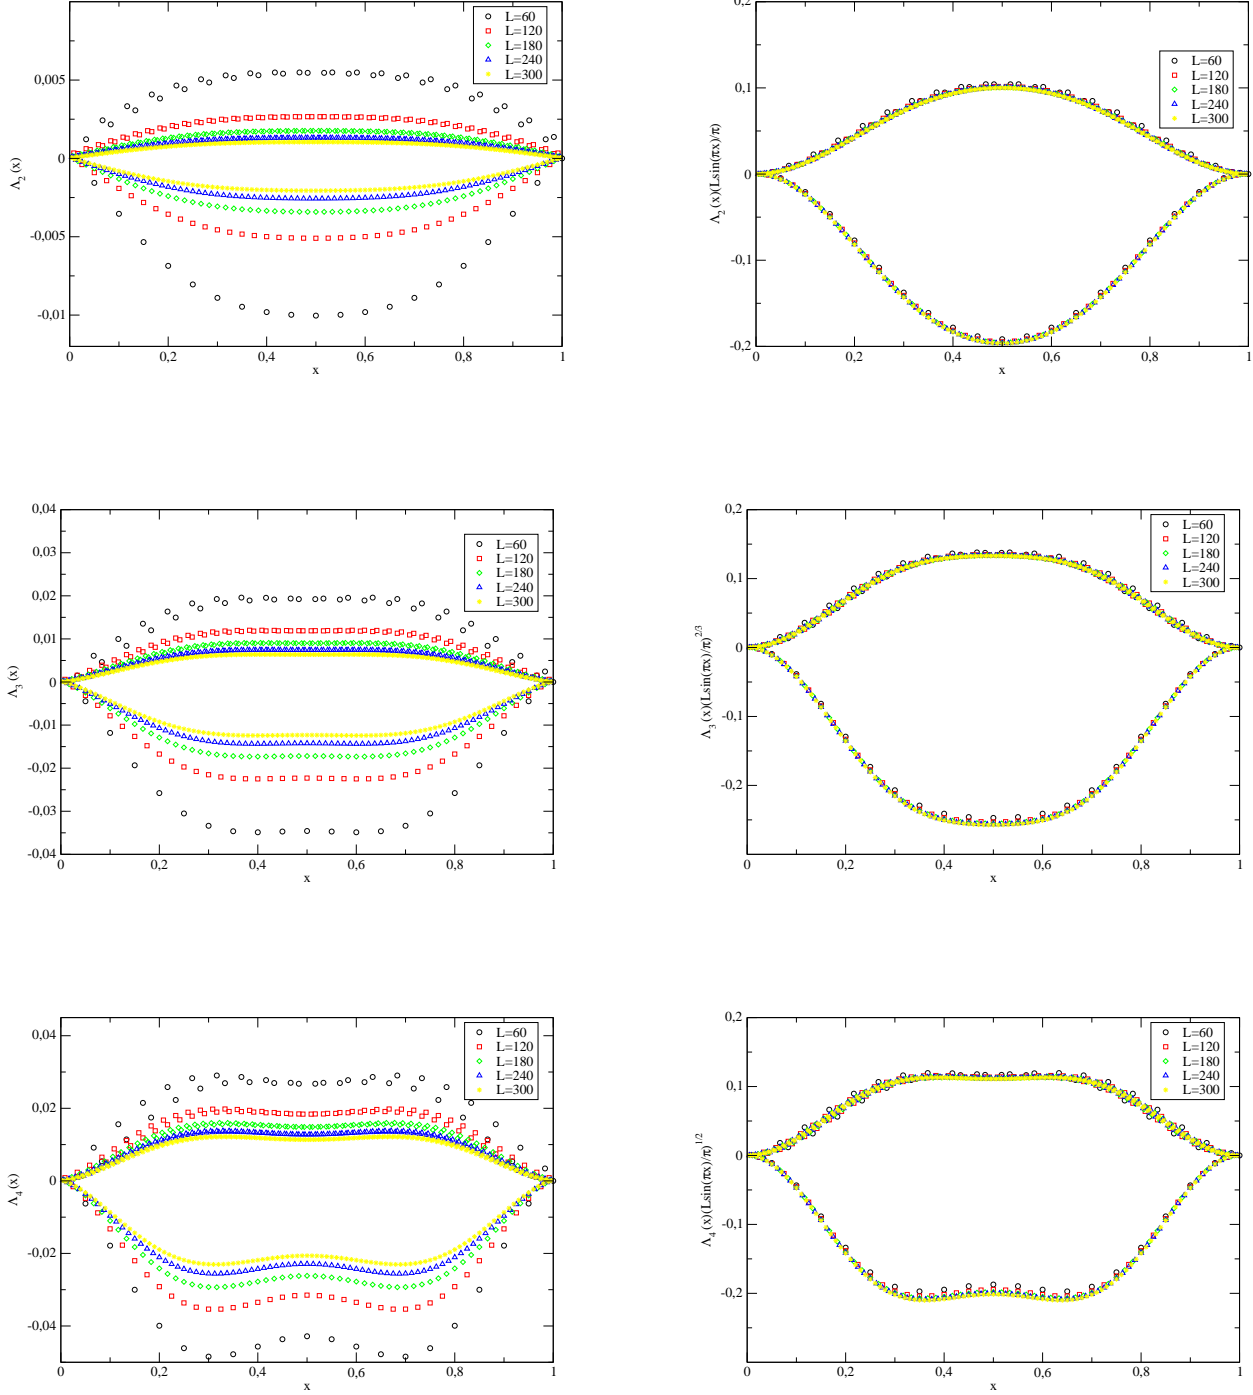 L=60
L=120
L=180
L=240
L=300
0,005
0
-0,005
-0,01
Λ2(x)
0 0,2 0,4 0,6 0,8 1
x
0,2
0,1
0
-0,1
-0,2
Λ2(x)(Lsin(πx)/π)
L=60
L=120
L=180
L=240
L=300
0 0,2 0,4 0,6 0,8 1
x
0,04
0,03
0,02
0,01
0
-0,01
-0,02
-0,03
-0,04
Λ3(x)
L=60
L=120
L=180
L=240
L=300
0 0,2 0,4 0,6 0,8 1
x
0,2
0,1
0
-0,1
-0,2
Λ3(x)(Lsin(πx)/π)^2/3
L=60
L=120
L=180
L=240
L=300
0 0,2 0,4 0,6 0,8 1
x
0,04
0,02
0
-0,02
-0,04
Λ4(x)
L=60
L=120
L=180
L=240
L=300
0 0,2 0,4 0,6 0,8 1
x
0,2
0,1
0
-0,1
-0,2
Λ4(x)(Lsin(πx)/π)^1/2
L=60
L=120
L=180
L=240
L=300
0 0,2 0,4 0,6 0,8 1
x